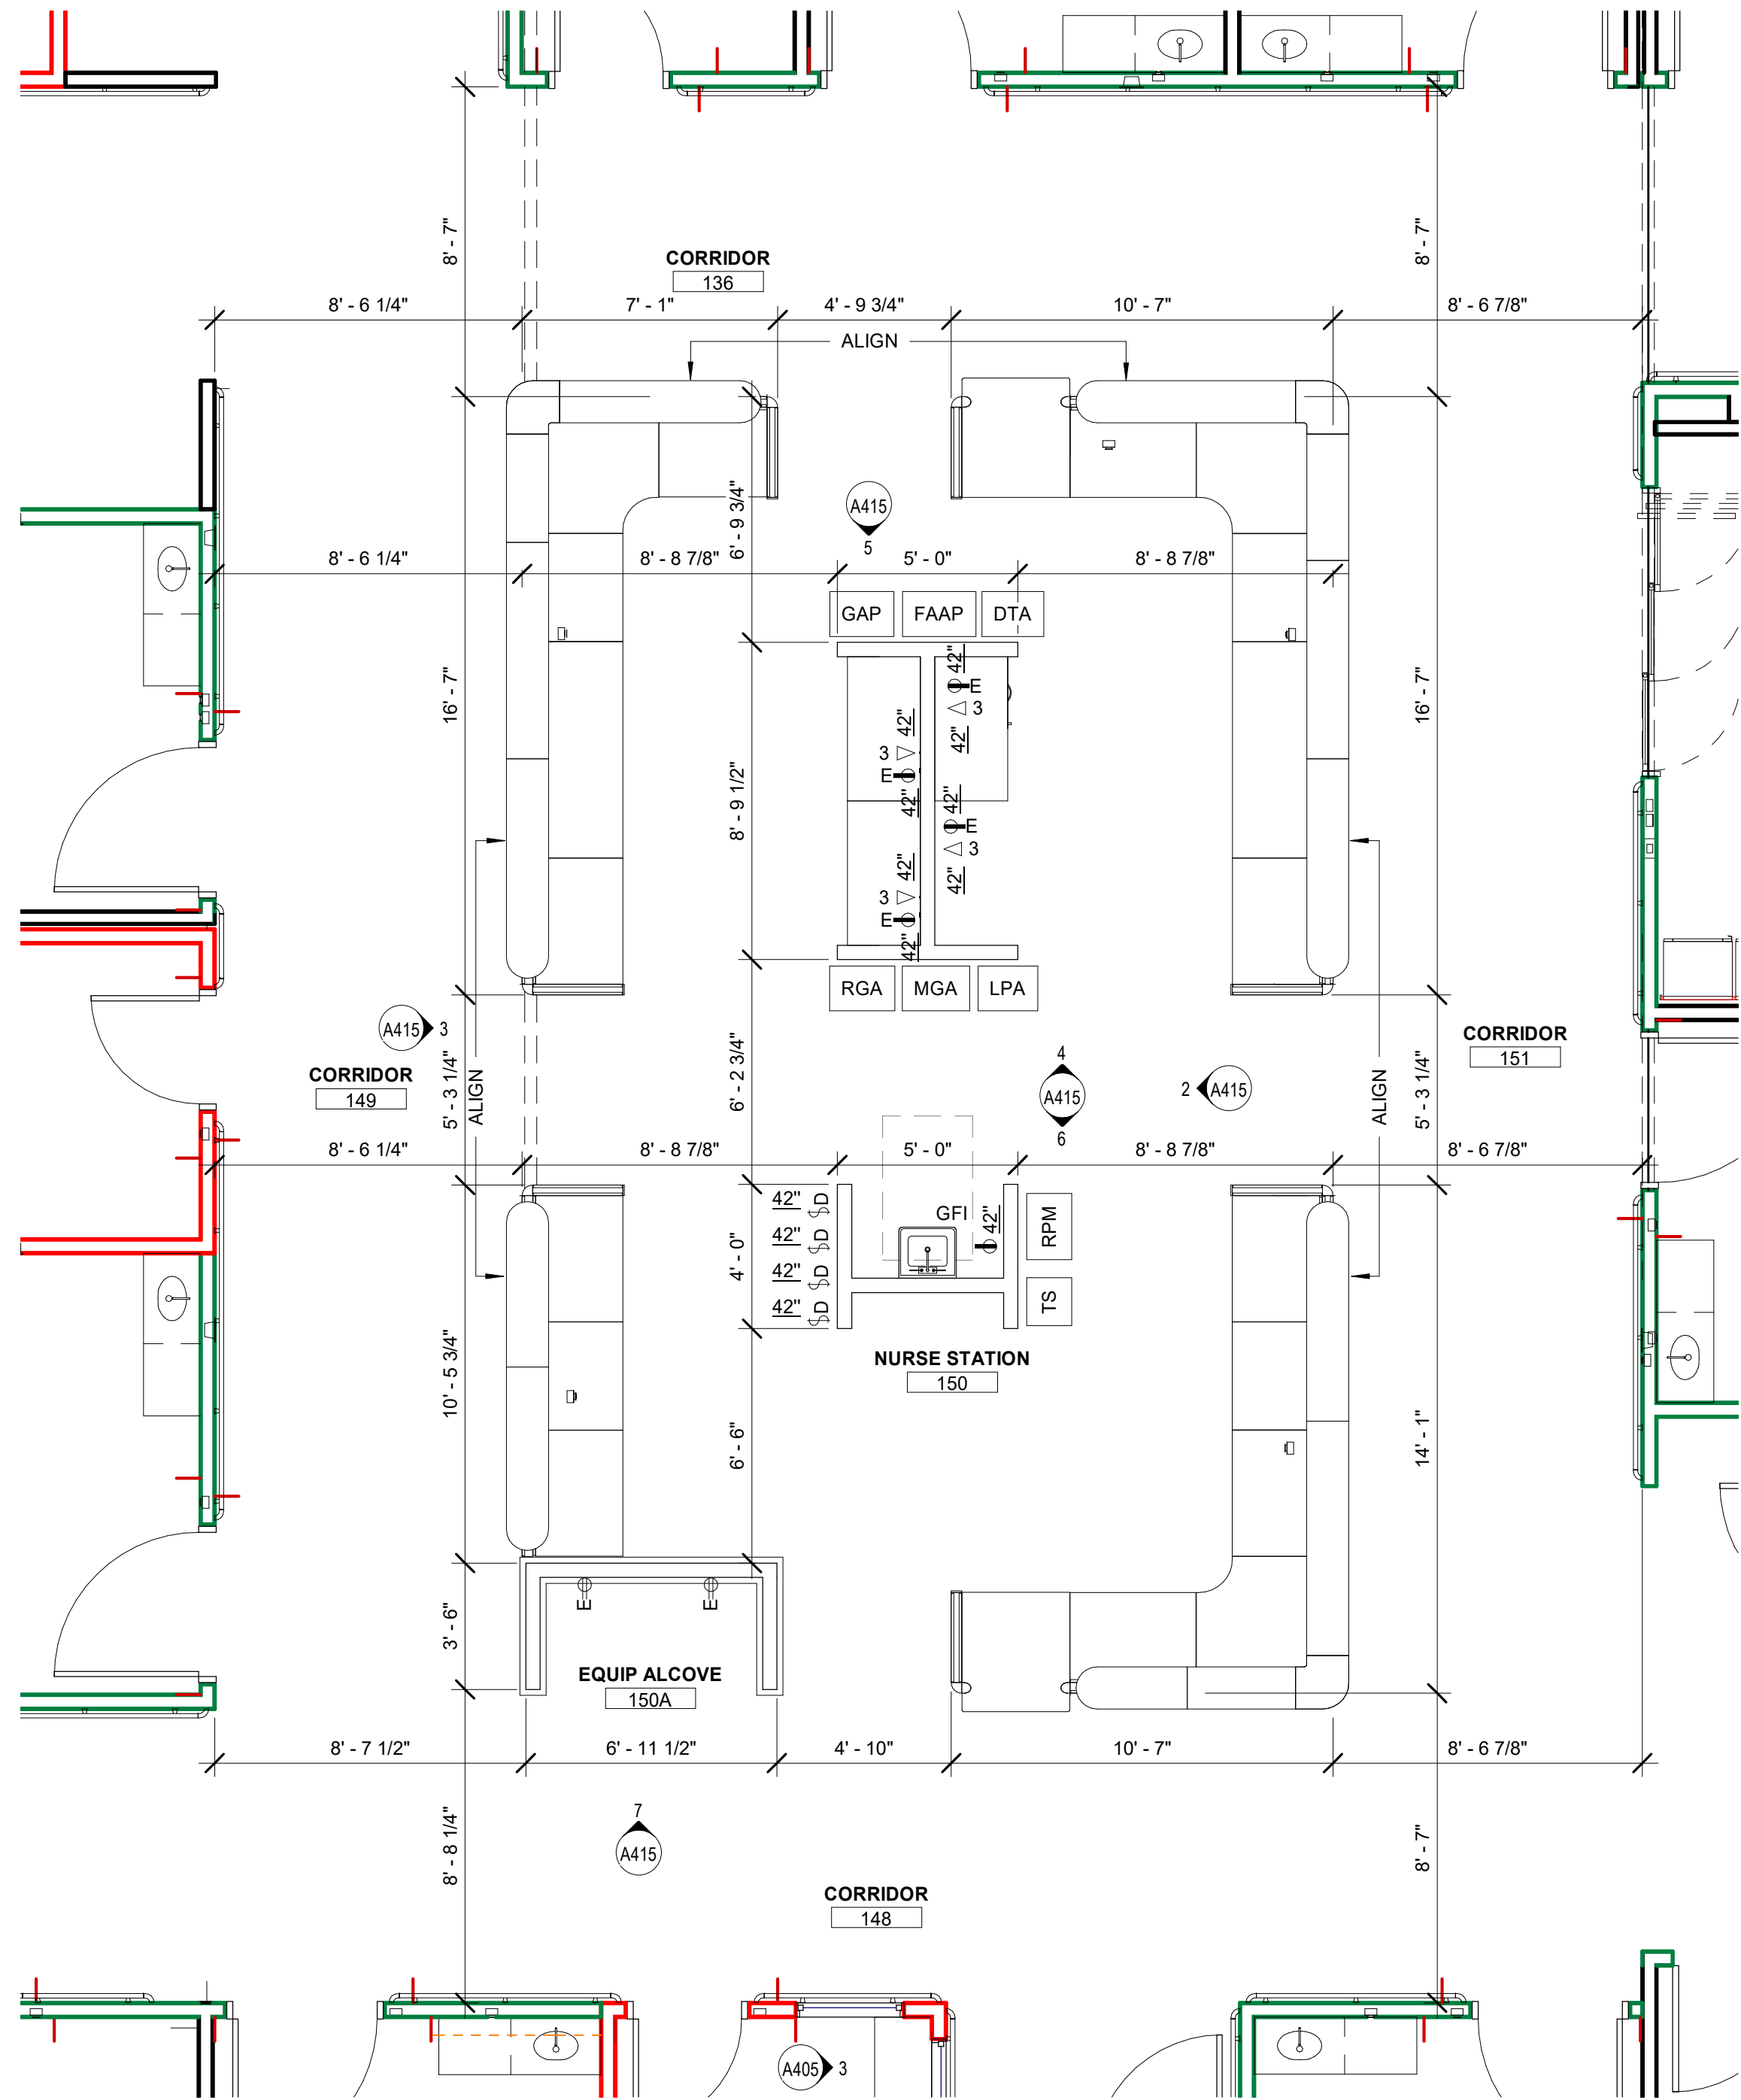 8' - 7"
8' - 7"
CORRIDOR
136
8' - 6 1/4"
7' - 1"
4' - 9 3/4"
10' - 7"
8' - 6 7/8"
ALIGN
6' - 9 3/4"
A415
5
8' - 6 1/4"
8' - 8 7/8"
5' - 0"
8' - 8 7/8"
GAP
FAAP
DTA
16' - 7"
16' - 7"
8' - 9 1/2"
42"
E
3
42"
42"
3
E
42"
42"
E
3
42"
42"
3
E
42"
RGA
MGA
LPA
A415
3
CORRIDOR
149
5' - 3 1/4"
ALIGN
6' - 2 3/4"
4
A415
6
2
A415
ALIGN
5' - 3 1/4"
CORRIDOR
151
8' - 6 1/4"
8' - 8 7/8"
5' - 0"
8' - 8 7/8"
8' - 6 7/8"
4' - 0"
42"
D
42"
D
42"
D
42"
D
GFI
42"
RPM
TS
10' - 5 3/4"
NURSE STATION
150
6' - 6"
14' - 1"
3' - 6"
E
E
EQUIP ALCOVE
150A
8' - 7 1/2"
6' - 11 1/2"
4' - 10"
10' - 7"
8' - 6 7/8"
8' - 8 1/4"
7
A415
8' - 7"
CORRIDOR
148
A405
3